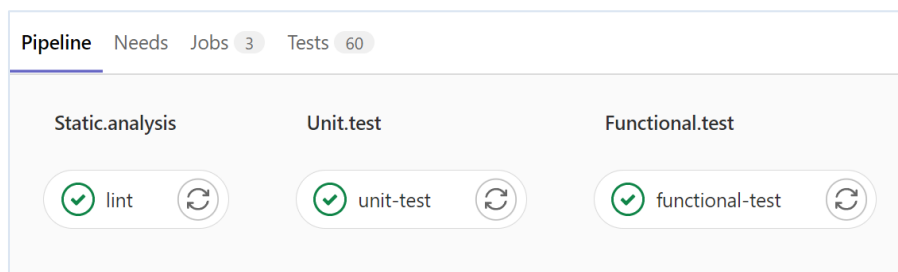 Pipeline Needs Jobs 3 Tests 60
Static.analysis Unit.test Functional.test
lint unit-test functional-test